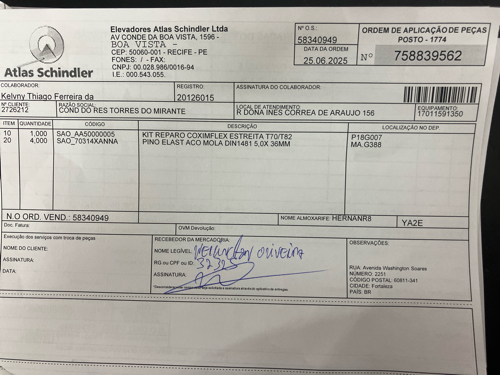 Atlas Schindler
Elevadores Atlas Schindler Ltda
AV CONDE DA BOA VISTA, 1596 -
BOA VISTA -
CEP: 50060-001 - RECIFE - PE
FONES: / - FAX:
CNPJ: 00.028.986/0016-94
I.E.: 000.543.055.
Nº O S.:
58340949
DATA DA ORDEM
25.06.2025
ORDEM DE APLICAÇÃO DE PEÇAS
POSTO - 1774
Nº 758839562
COLABORADOR:
Kelvny Thiago Ferreira da
REGISTRO:
20126015
ASSINATURA DO COLABORADOR:
Nº CLIENTE
2726212
RAZÃO SOCIAL:
COND DO RES TORRES DO MIRANTE
LOCAL DE ATENDIMENTO
R DONA INES CORREA DE ARAUJO 156
EQUIPAMENTO:
17011591350
ITEM QUANTIDADE CÓDIGO DESCRIÇÃO LOCALIZAÇÃO NO DEP.
10 1,000 SAO_AA50000005 KIT REPARO COXIMFLEX ESTREITA T70/T82 P18G007
20 4,000 SAO_70314XANNA PINO ELAST ACO MOLA DIN1481 5,0X 36MM MA.G388
N.O ORD. VEND.: 58340949
NOME ALMOXARIFE: HERNANR8
YA2E
Doc. Fatura:
OVM Devolução:
Execução dos serviços com troca de peças
NOME DO CLIENTE:
ASSINATURA:
DATA:
RECEBEDOR DA MERCADORIA:
NOME LEGÍVEL: Oliveira
RG ou CPF ou ID:
ASSINATURA:
OBSERVAÇÕES:
RUA: Avenida Washington Soares
NÚMERO: 2251
CÓDIGO POSTAL: 60811-341
CIDADE: Fortaleza
PAÍS: BR